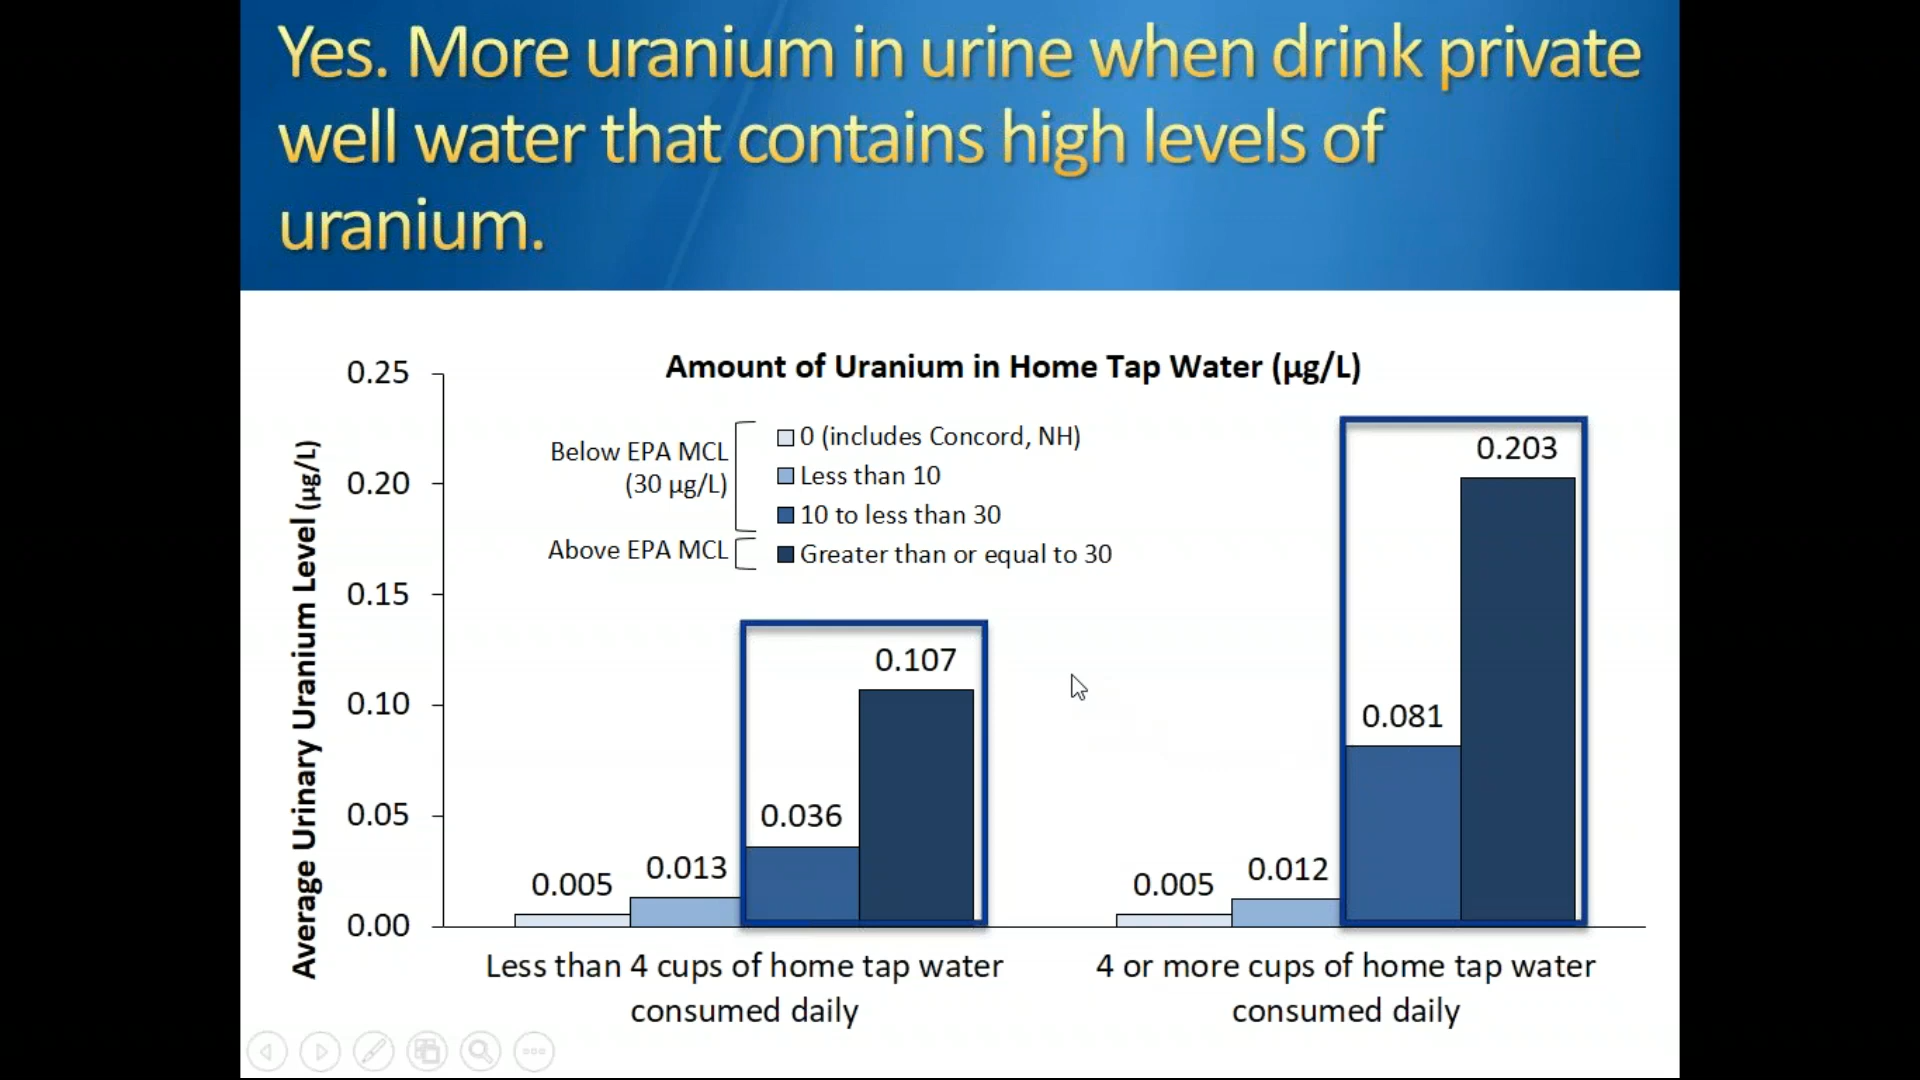 Yes. More uranium in urine when drink private
well water that contains high levels of
uranium.
Amount of Uranium in Home Tap Water (µg/L)
Below EPA MCL
(30 µg/L)
0 (includes Concord, NH)
Less than 10
10 to less than 30
Above EPA MCL
Greater than or equal to 30
Average Urinary Uranium Level (µg/L)
0.25
0.20
0.15
0.10
0.05
0.00
0.005
0.013
0.036
0.107
0.005
0.012
0.081
0.203
Less than 4 cups of home tap water
consumed daily
4 or more cups of home tap water
consumed daily